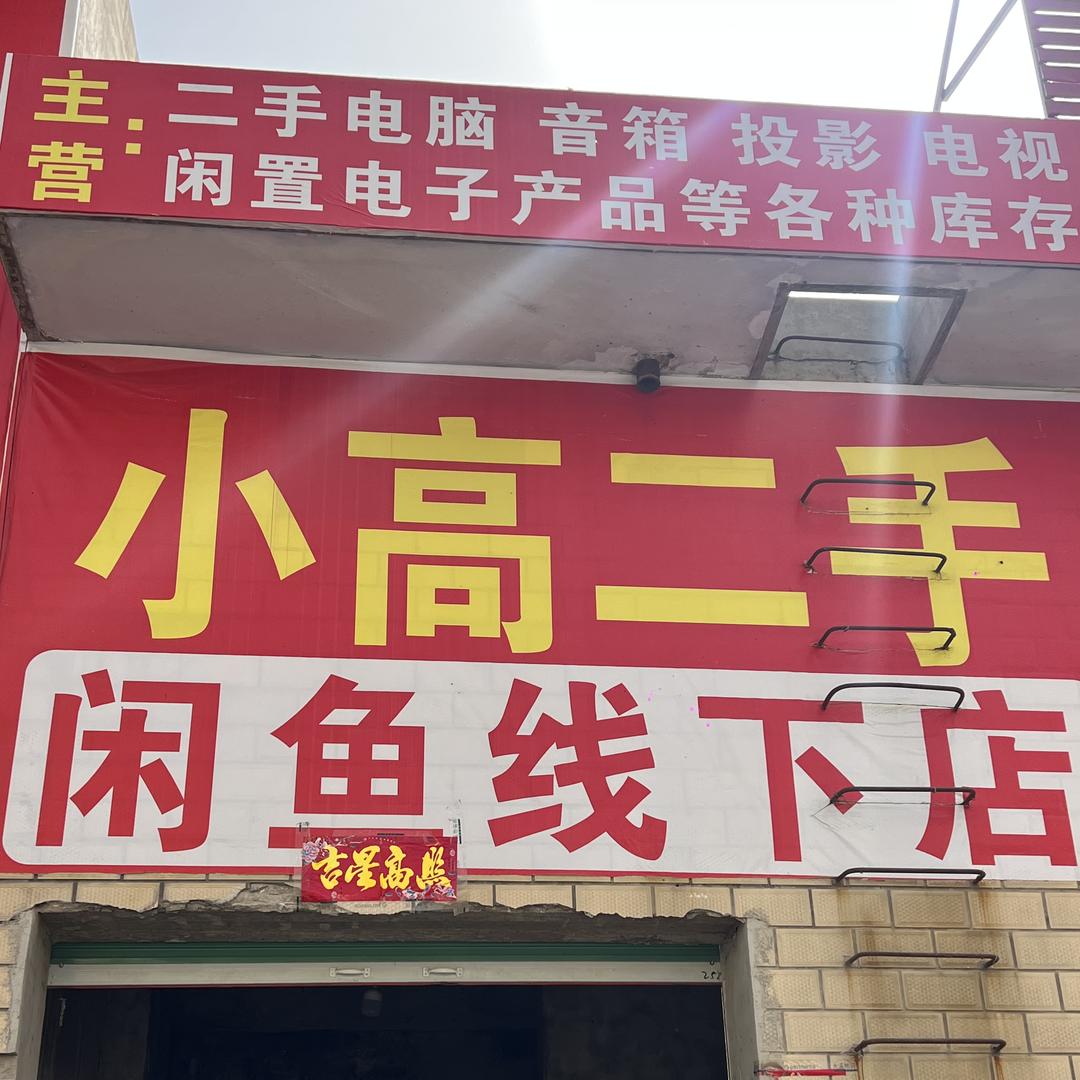 主营：
二手电脑 音箱 投影 电视
闲置电子产品等各种库存
小高二手
闲鱼线下店
吉星高照
258